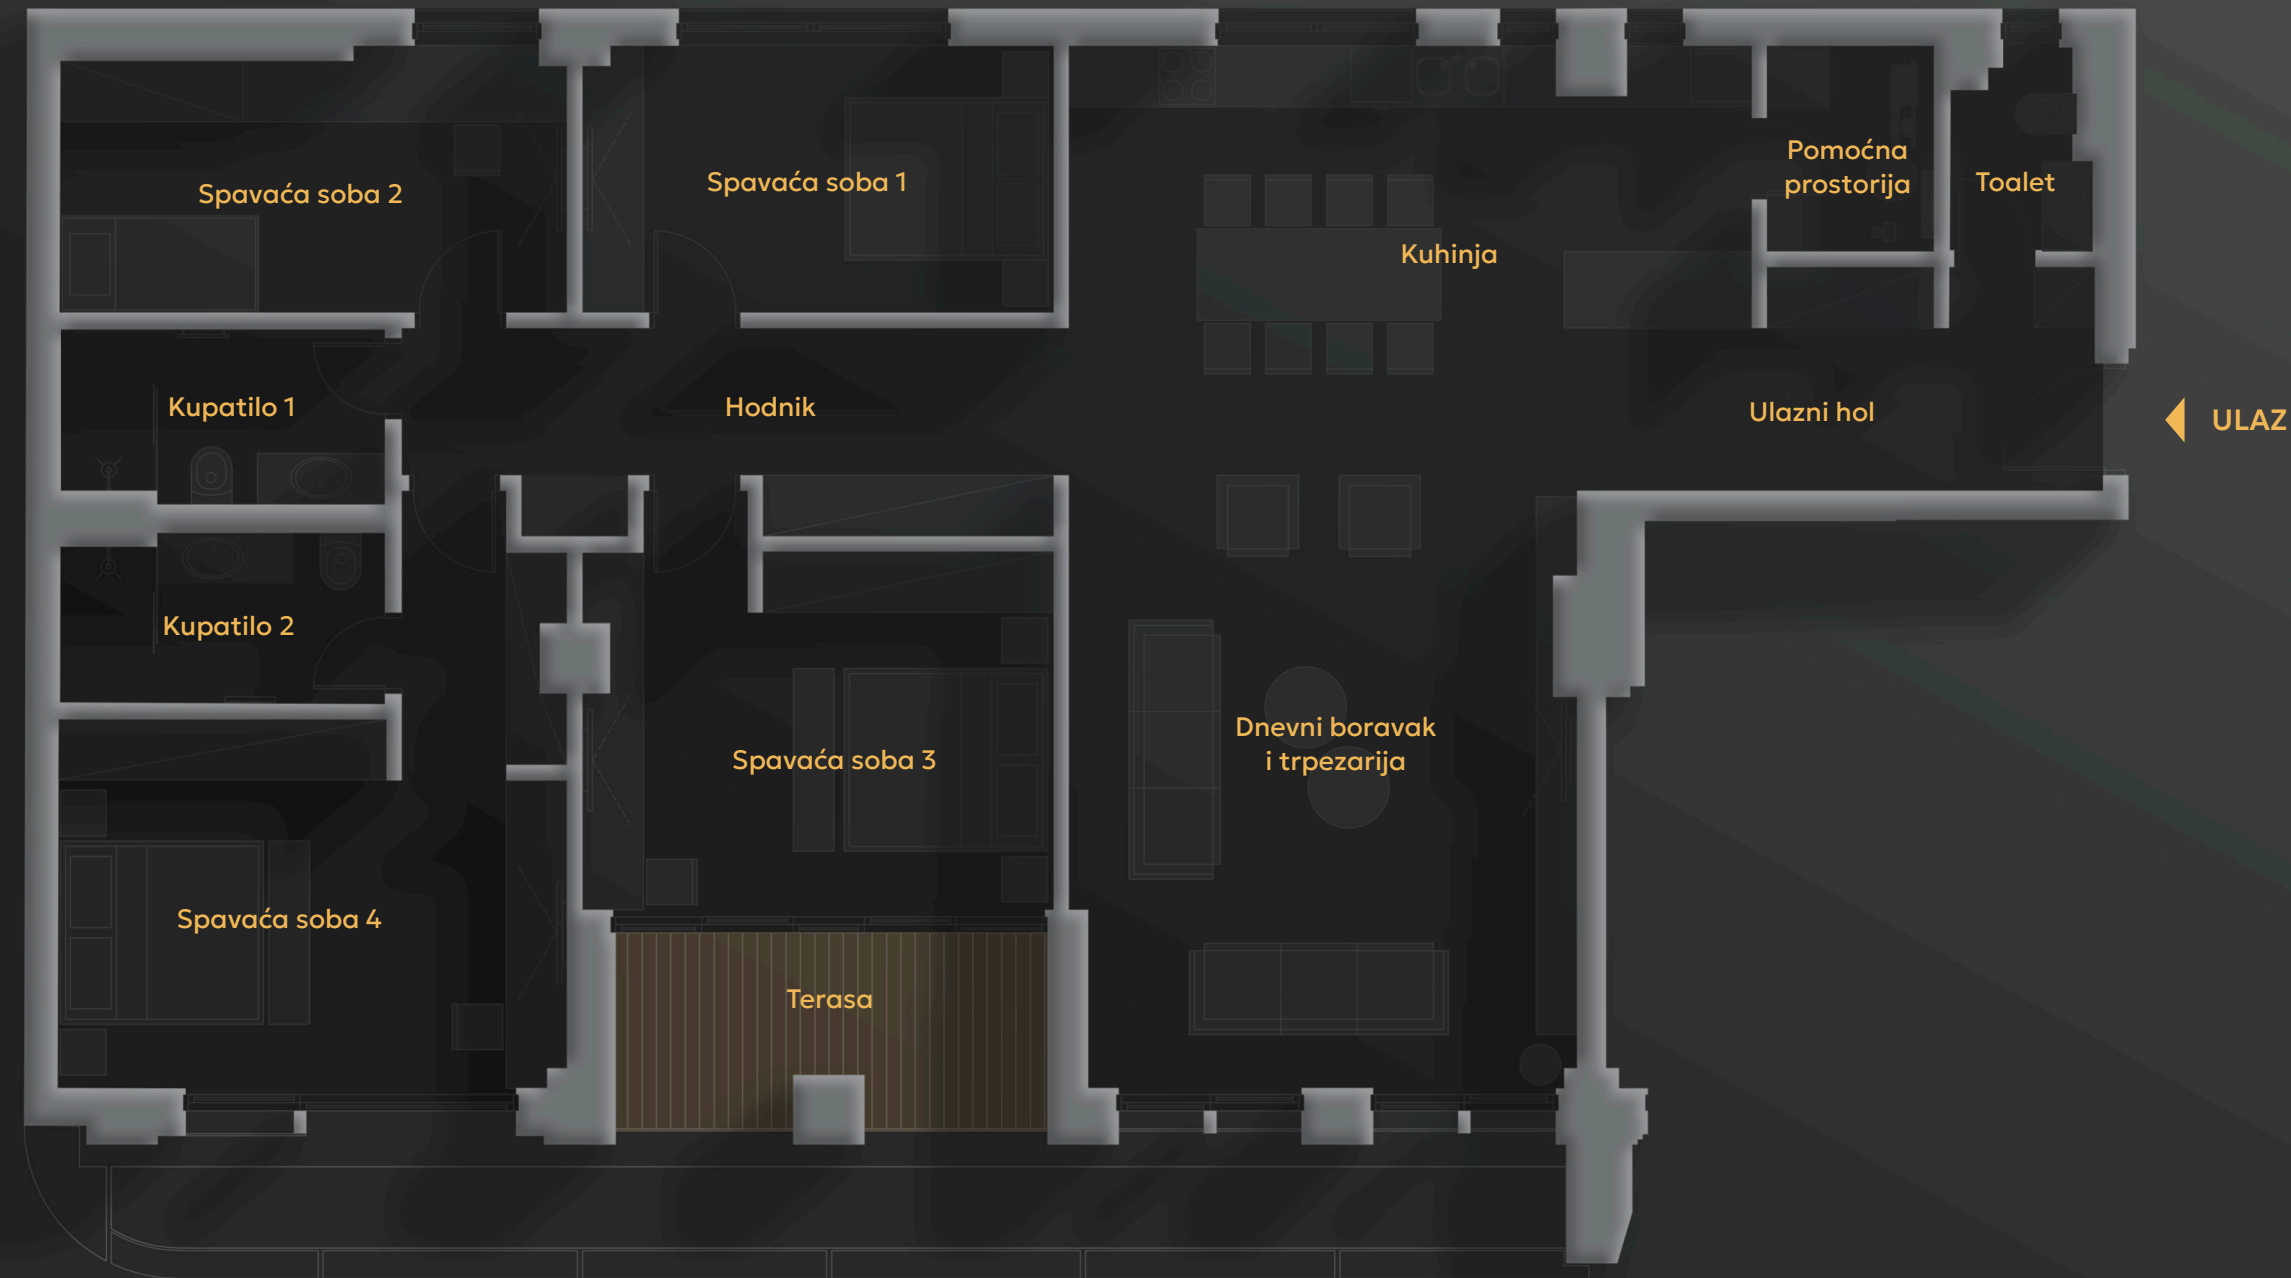 Spavaća soba 2
Spavaća soba 1
Kuhinja
Pomoćna
prostorija
Toalet
Kupatilo 1
Hodnik
Ulazni hol
ULAZ
Kupatilo 2
Spavaća soba 3
Dnevni boravak
i trpezarija
Spavaća soba 4
Terasa